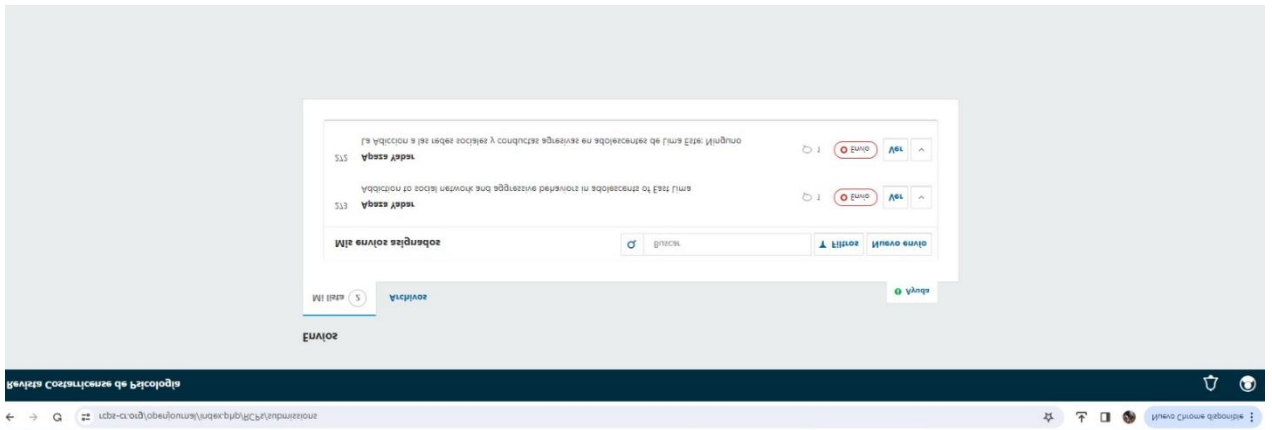 rcps-cr.org/openjournal/index.php/RCPs/submissions
Nuevo Chrome disponible
Revista Costarricense de Psicología
Envíos
Mi lista 2 Archivos
Ayuda
Mis envíos asignados
Buscar
Filtros
Nuevo envío
273 Apaza Yabar
Addiction to social network and aggressive behaviors in adolescents of East Lima
1 Envío Ver
272 Apaza Yabar
La Adiccion a las redes sociales y conductas agresivas en adolescentes de Lima Este: Ninguno
1 Envío Ver